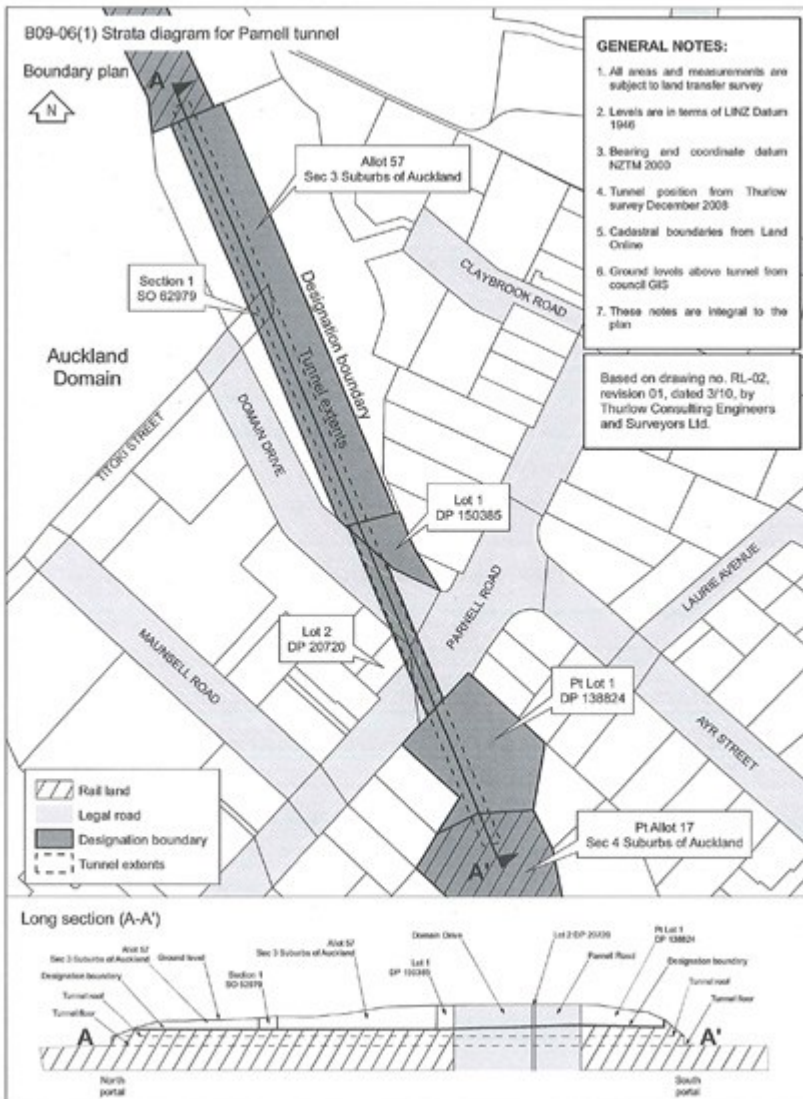 B09-06(1) Strata diagram for Parnell tunnel
Boundary plan
N
A
Allot 57
Sec 3 Suburbs of Auckland
Section 1
SO 62979
Auckland
Domain
TITOKI STREET
DOMAIN DRIVE
Designation boundary
Tunnel extents
CLAYBROOK ROAD
Lot 1
DP 150385
PARNELL ROAD
LAURIE AVENUE
MAUNSELL ROAD
Lot 2
DP 20720
Pt Lot 1
DP 138824
AYR STREET
Pt Allot 17
Sec 4 Suburbs of Auckland
A'
GENERAL NOTES:
1. All areas and measurements are
subject to land transfer survey
2. Levels are in terms of LINZ Datum
1946
3. Bearing and coordinate datum
NZTM 2000
4. Tunnel position from Thurlow
survey December 2008
5. Cadastral boundaries from Land
Online
6. Ground levels above tunnel from
council GIS
7. These notes are integral to the
plan
Based on drawing no. RL-02,
revision 01, dated 3/10, by
Thurlow Consulting Engineers
and Surveyors Ltd.
Rail land
Legal road
Designation boundary
Tunnel extents
Long section (A-A')
Allot 57
Sec 3 Suburbs of Auckland
Ground level
Designation boundary
Tunnel roof
Tunnel floor
A
North
portal
Section 1
SO 62979
Allot 57
Sec 3 Suburbs of Auckland
Lot 1
DP 150385
Domain Drive
Lot 2 DP 20720
Parnell Road
Pt Lot 1
DP 138824
Designation boundary
Tunnel roof
Tunnel floor
A'
South
portal